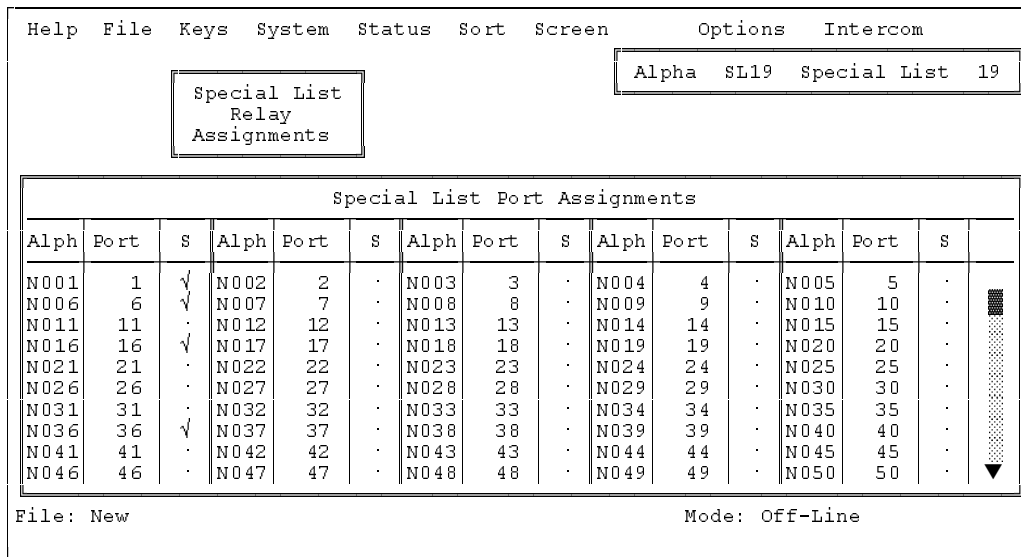 Help File Keys System Status Sort Screen Options Intercom
Alpha SL19 Special List 19
Special List
Relay
Assignments
Special List Port Assignments
Alph Port S Alph Port S Alph Port S Alph Port S Alph Port S
N001 1 √ N002 2 · N003 3 · N004 4 · N005 5 ·
N006 6 √ N007 7 · N008 8 · N009 9 · N010 10 ·
N011 11 · N012 12 · N013 13 · N014 14 · N015 15 ·
N016 16 √ N017 17 · N018 18 · N019 19 · N020 20 ·
N021 21 · N022 22 · N023 23 · N024 24 · N025 25 ·
N026 26 · N027 27 · N028 28 · N029 29 · N030 30 ·
N031 31 · N032 32 · N033 33 · N034 34 · N035 35 ·
N036 36 √ N037 37 · N038 38 · N039 39 · N040 40 ·
N041 41 · N042 42 · N043 43 · N044 44 · N045 45 ·
N046 46 · N047 47 · N048 48 · N049 49 · N050 50 ·
File: New Mode: Off-Line